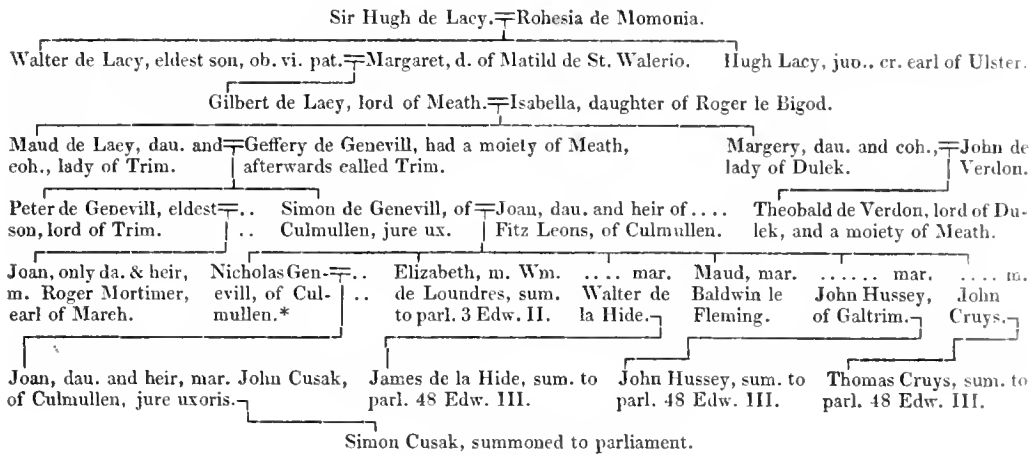 Sir Hugh de Lacy.=Rohesia de Momonia.
Walter de Lacy, eldest son, ob. vi. pat.=Margaret, d. of Matild de St. Walerio. Hugh Lacy, jun., cr. earl of Ulster.
Gilbert de Lacy, lord of Meath.=Isabella, daughter of Roger le Bigod.
Maud de Lacy, dau. and=Geffery de Genevill, had a moiety of Meath, Margery, dau. and coh.,=John de
coh., lady of Trim. afterwards called Trim. lady of Dulek. Verdon.
Peter de Genevill, eldest=.. Simon de Genevill, of=Joan, dau. and heir of .... Theobald de Verdon, lord of Du-
son, lord of Trim. .. Culmullen, jure ux. Fitz Leons, of Culmullen. lek, and a moiety of Meath.
Joan, only da. & heir, Nicholas Gen-=.. Elizabeth, m. Wm. .... mar. Maud, mar. ...... mar. .... m.
m. Roger Mortimer, evill, of Cul- .. de Loundres, sum. Walter de Baldwin le John Hussey, John
earl of March. mullen.* to parl. 3 Edw. II. la Hide. Fleming. of Galtrim. Cruys.
Joan, dau. and heir, mar. John Cusak, James de la Hide, sum. to John Hussey, sum. to Thomas Cruys, sum. to
of Culmullen, jure uxoris. parl. 48 Edw. III. parl. 48 Edw. III. parl. 48 Edw. III.
Simon Cusak, summoned to parliament.